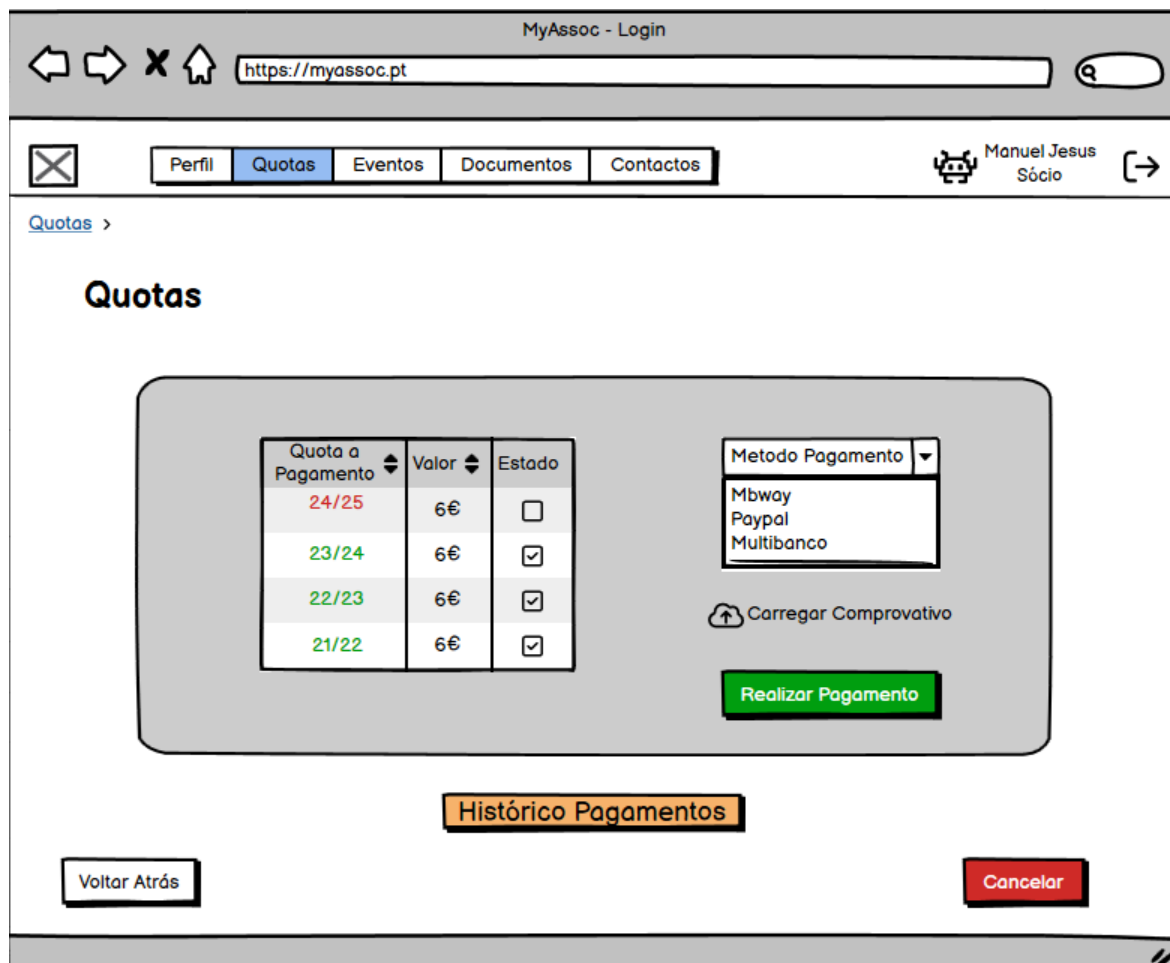 MyAssoc - Login
https://myassoc.pt
Perfil Quotas Eventos Documentos Contactos
Manuel Jesus
Sócio
Quotas >
Quotas
Quota a
Pagamento Valor Estado
24/25 6€
23/24 6€
22/23 6€
21/22 6€
Metodo Pagamento
Mbway
Paypal
Multibanco
Carregar Comprovativo
Realizar Pagamento
Histórico Pagamentos
Voltar Atrás
Cancelar